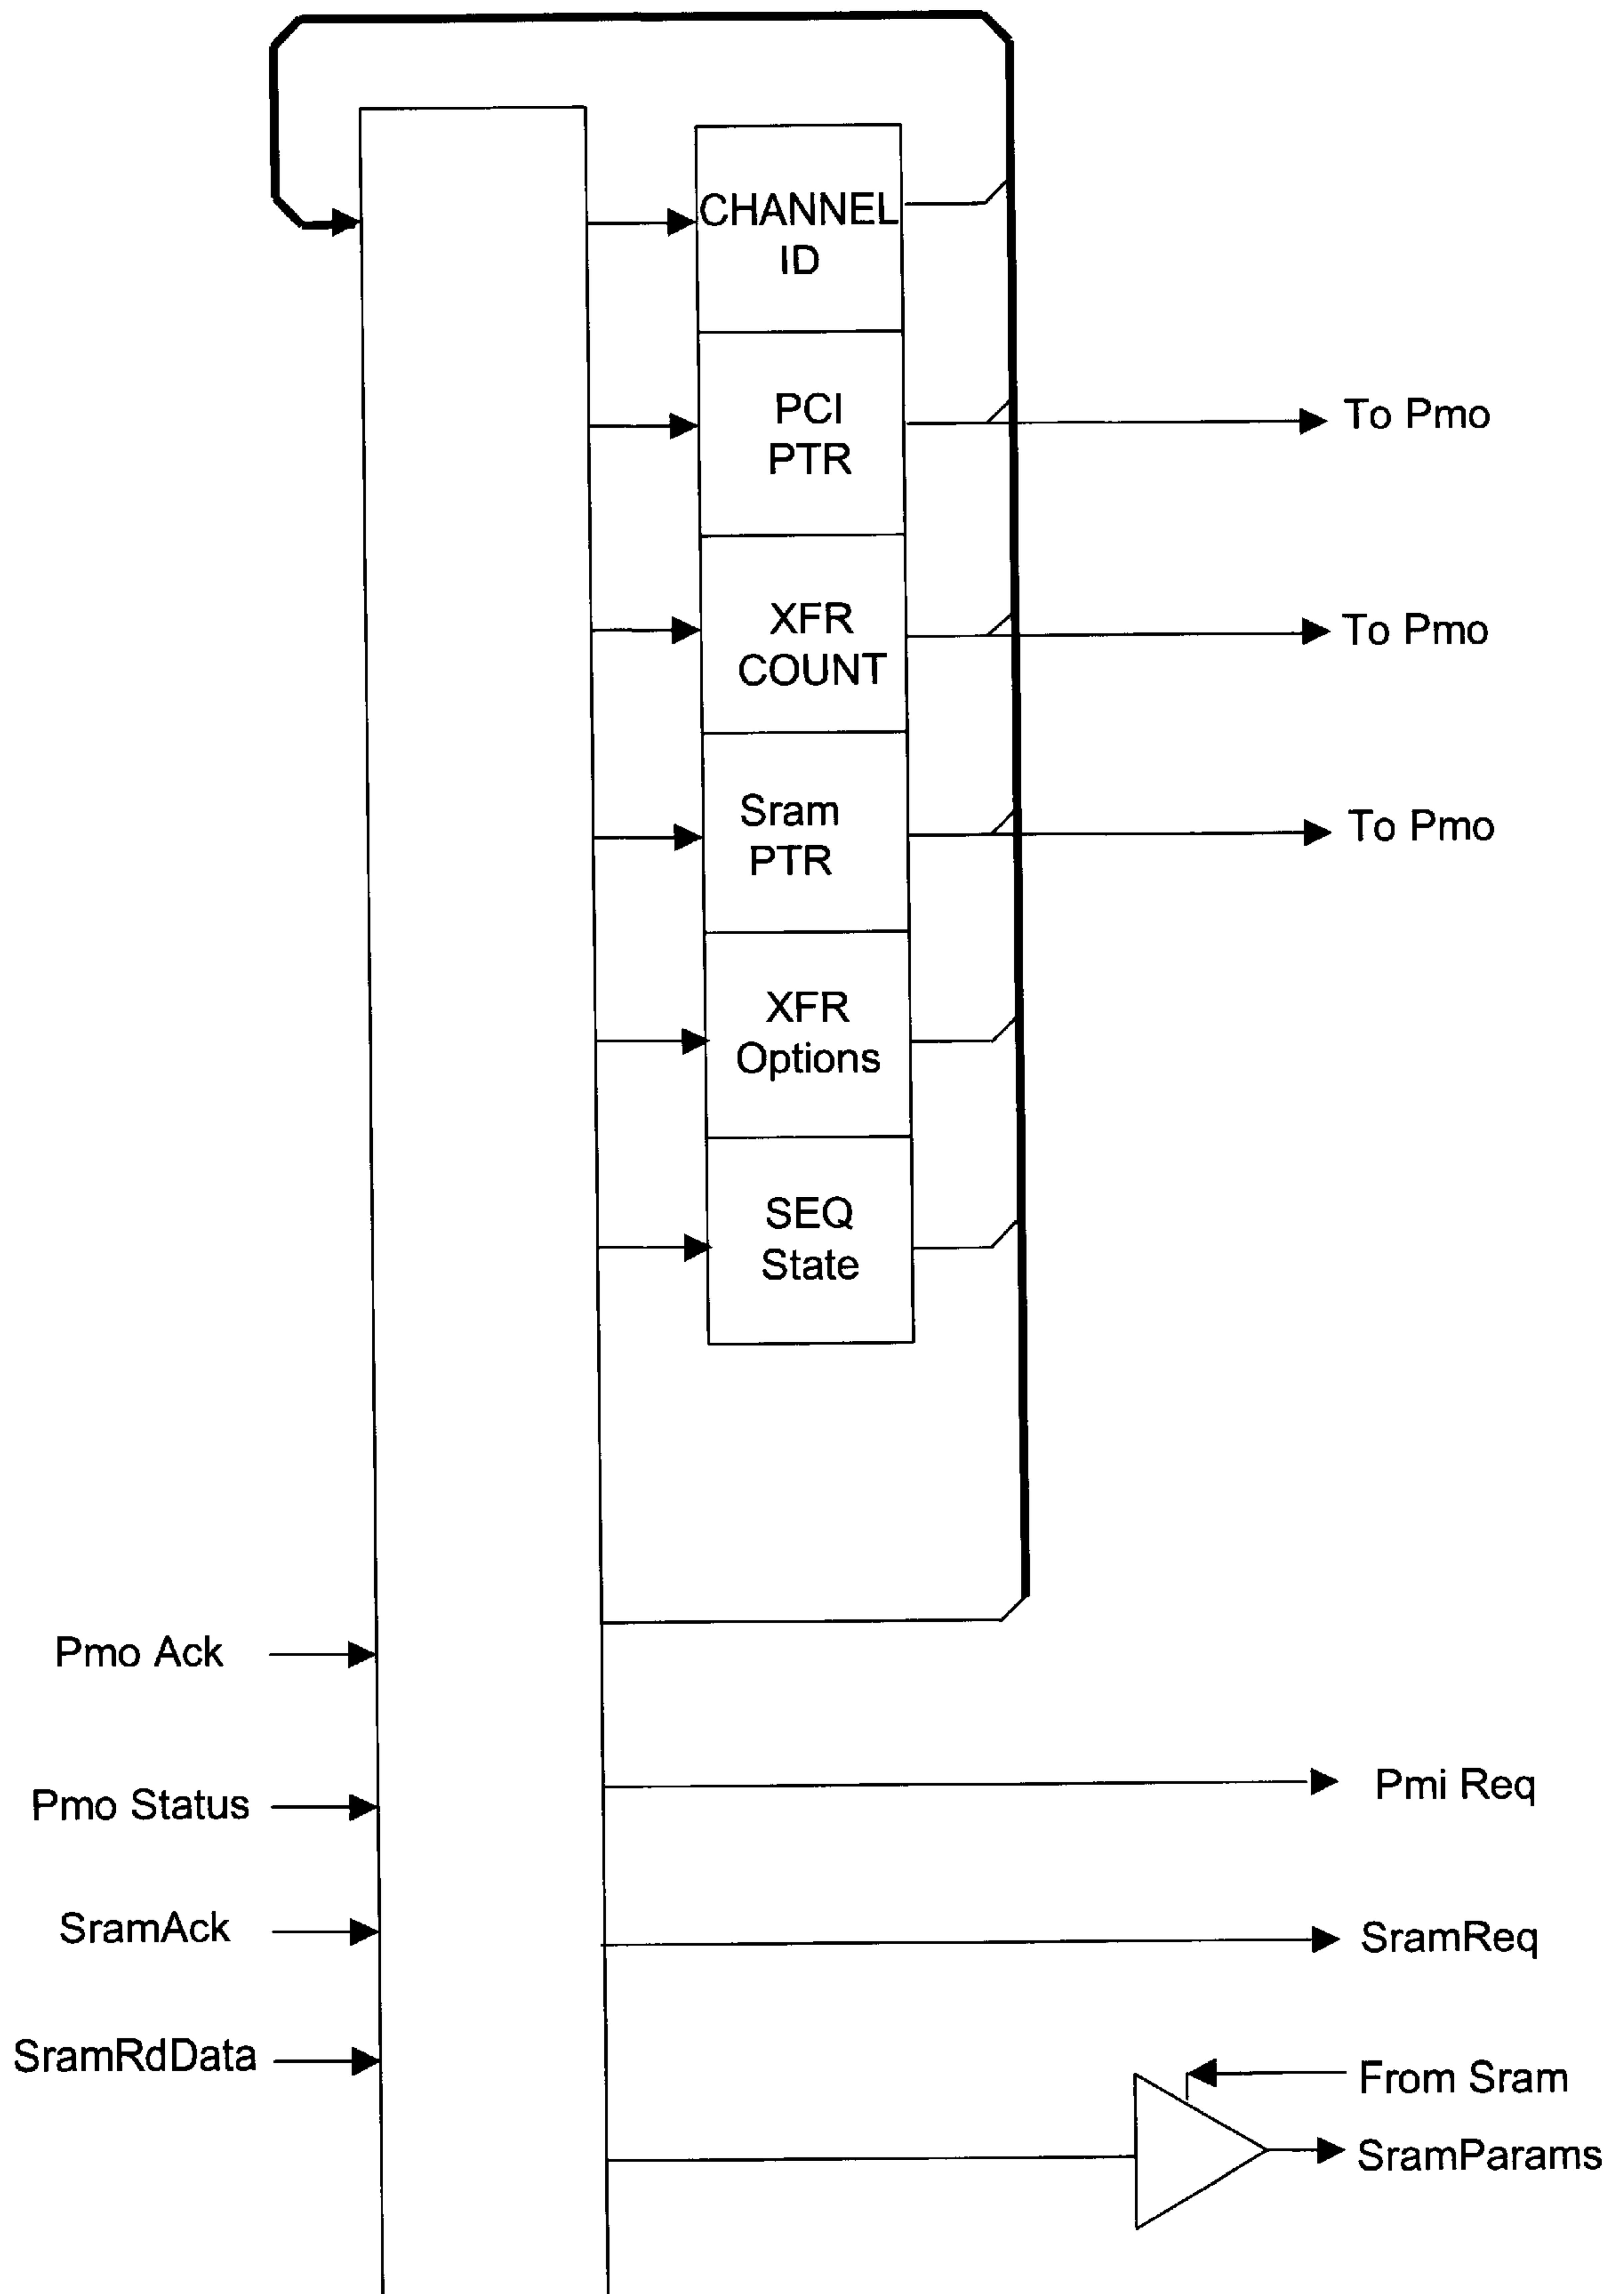 CHANNEL
ID
PCI
PTR
To Pmo
XFR
COUNT
To Pmo
Sram
PTR
To Pmo
XFR
Options
SEQ
State
Pmo Ack
Pmo Status
Pmi Req
SramAck
SramReq
SramRdData
From Sram
SramParams